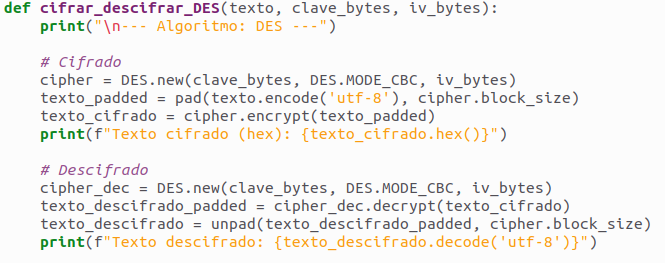 def cifrar_descifrar_DES(texto, clave_bytes, iv_bytes):
    print("\n--- Algoritmo: DES ---")

    # Cifrado
    cipher = DES.new(clave_bytes, DES.MODE_CBC, iv_bytes)
    texto_padded = pad(texto.encode('utf-8'), cipher.block_size)
    texto_cifrado = cipher.encrypt(texto_padded)
    print(f"Texto cifrado (hex): {texto_cifrado.hex()}")

    # Descifrado
    cipher_dec = DES.new(clave_bytes, DES.MODE_CBC, iv_bytes)
    texto_descifrado_padded = cipher_dec.decrypt(texto_cifrado)
    texto_descifrado = unpad(texto_descifrado_padded, cipher.block_size)
    print(f"Texto descifrado: {texto_descifrado.decode('utf-8')}")